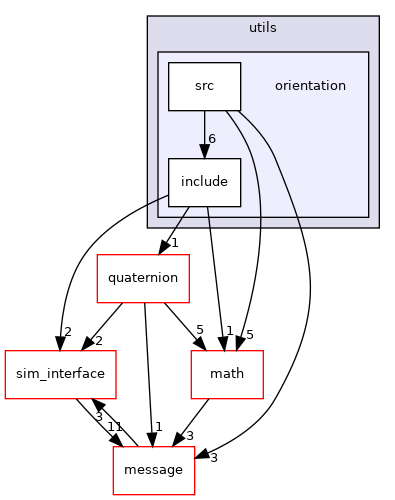 utils
src
orientation
6
include
1
quaternion
2
2
5
1
5
sim_interface
math
3
11
1
3
3
message